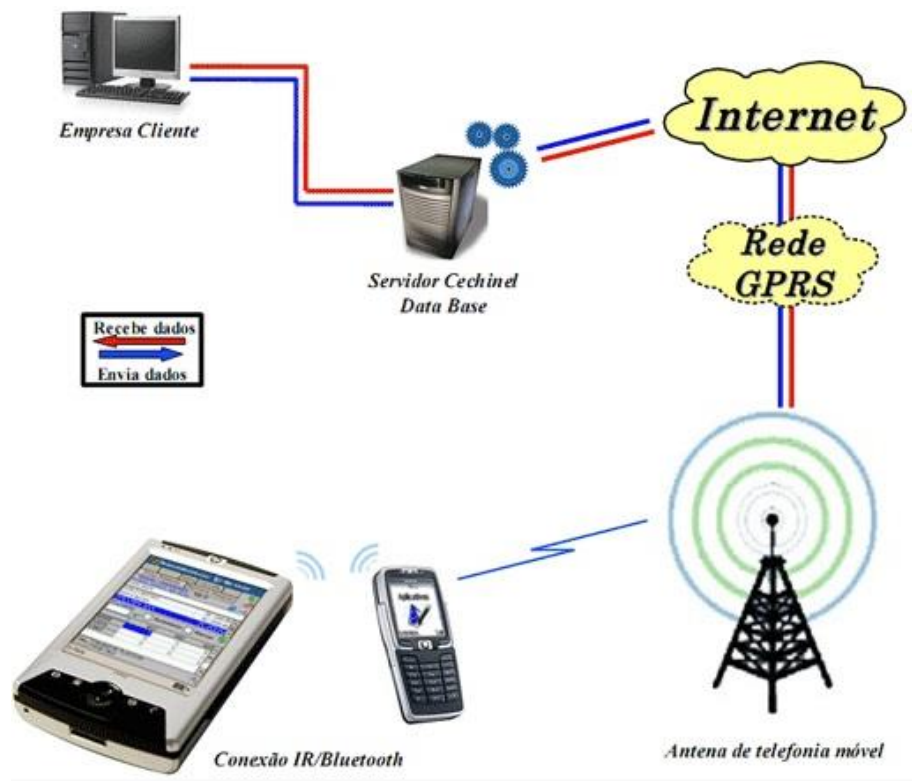 Empresa Cliente
Internet
Rede
GPRS
Servidor Cechinel
Data Base
Recebe dados
Envia dados
Aplicativo
Conexão IR/Bluetooth
Antena de telefonia móvel